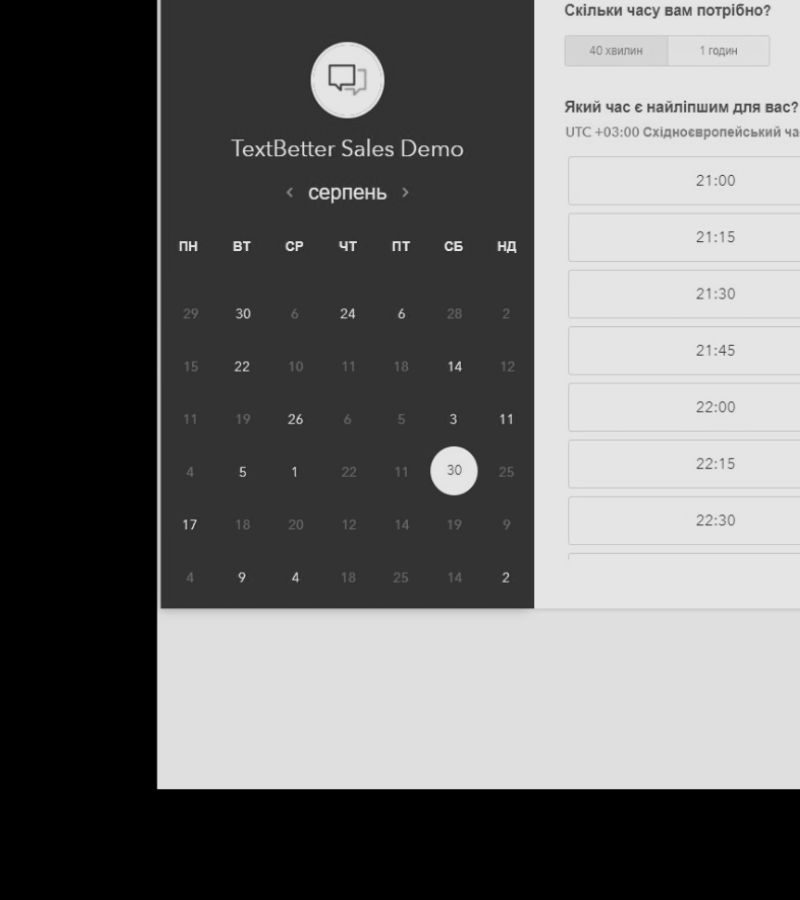 TextBetter Sales Demo
серпень
ПН ВТ СР ЧТ ПТ СБ НД
29 30 6 24 6 28 2
15 22 10 11 18 14 12
11 19 26 6 5 3 11
4 5 1 22 11 30 25
17 18 20 12 14 19 9
4 9 4 18 25 14 2
Скільки часу вам потрібно?
40 хвилин 1 годин
Який час є найліпшим для вас?
UTC +03:00 Східноєвропейський ча
21:00
21:15
21:30
21:45
22:00
22:15
22:30